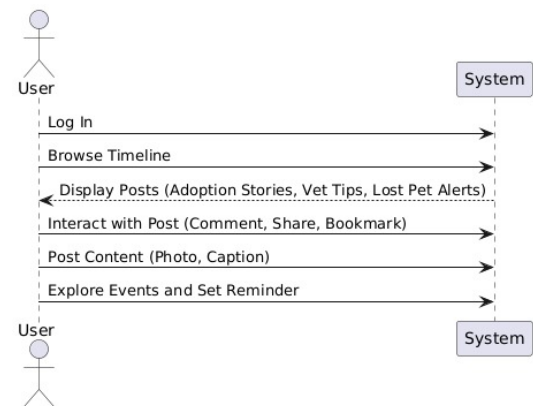 User
System
Log In
Browse Timeline
Display Posts (Adoption Stories, Vet Tips, Lost Pet Alerts)
Interact with Post (Comment, Share, Bookmark)
Post Content (Photo, Caption)
Explore Events and Set Reminder
User
System